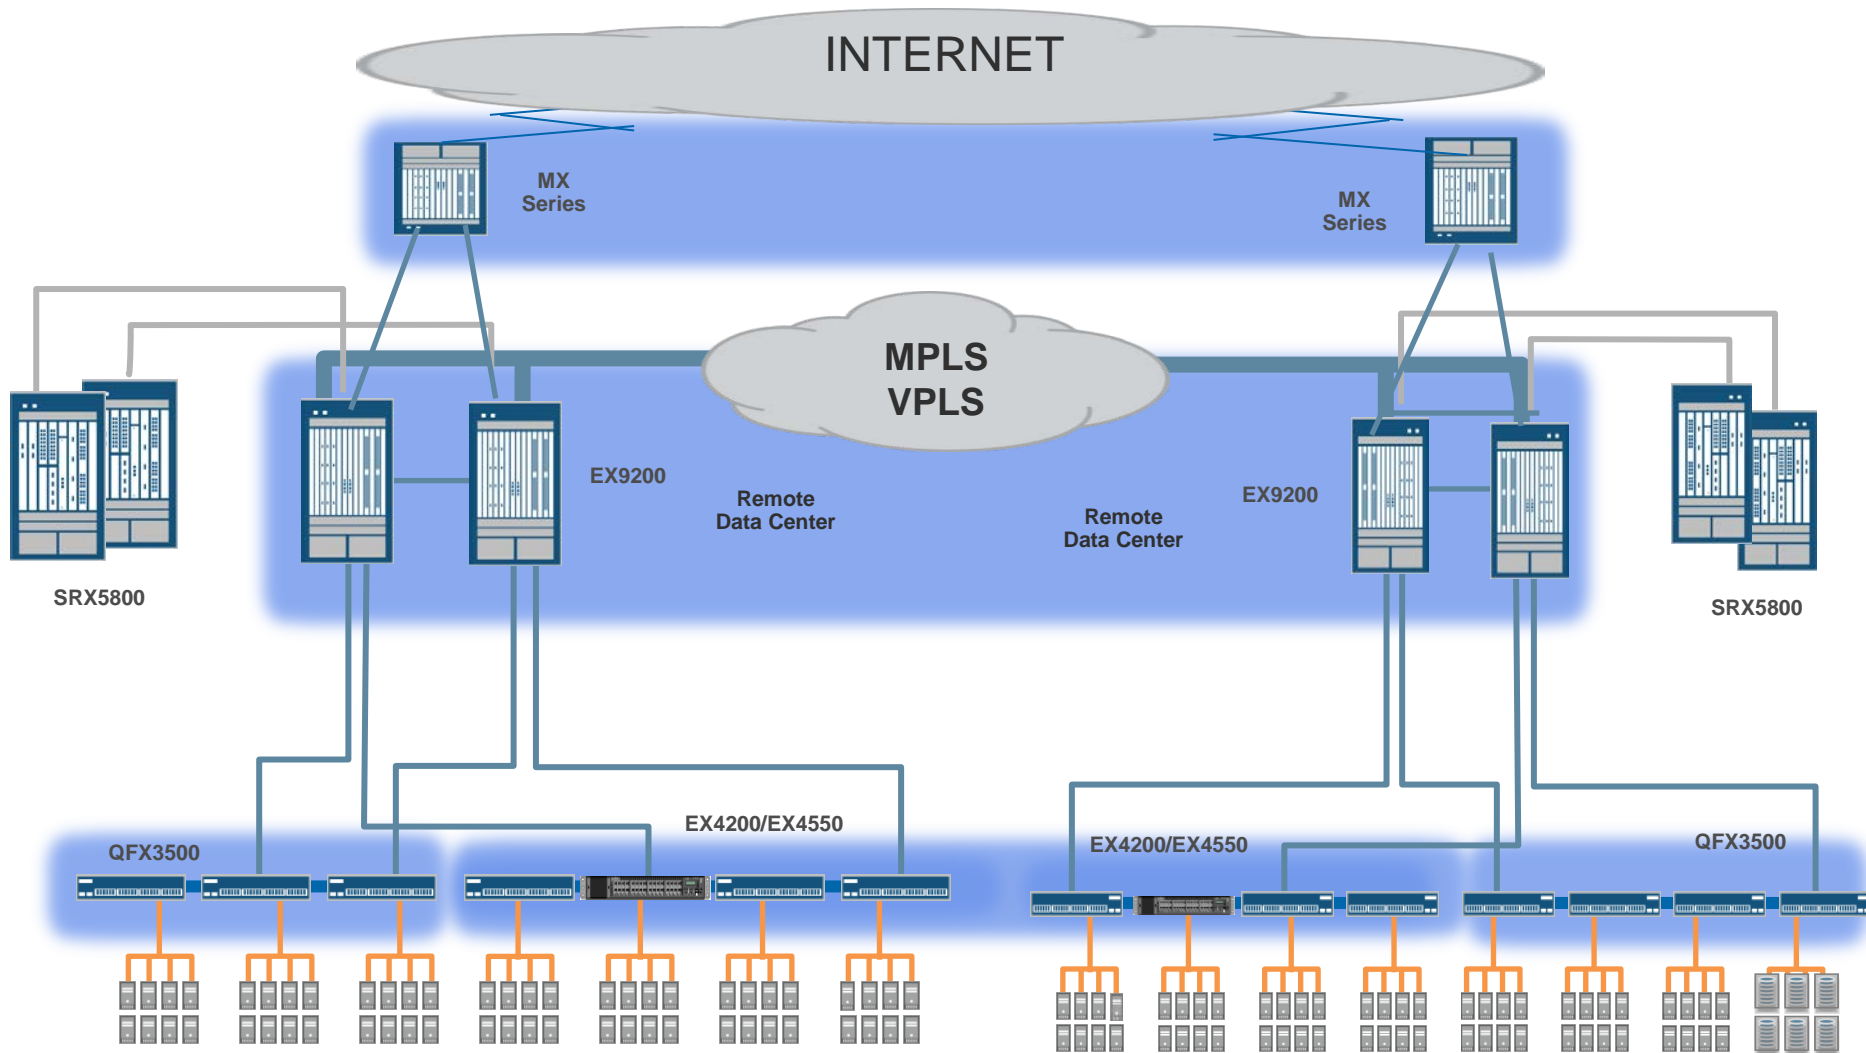 INTERNET
MX
Series
MX
Series
MPLS
VPLS
EX9200
Remote
Data Center
EX9200
Remote
Data Center
SRX5800
SRX5800
EX4200/EX4550
QFX3500
EX4200/EX4550
QFX3500